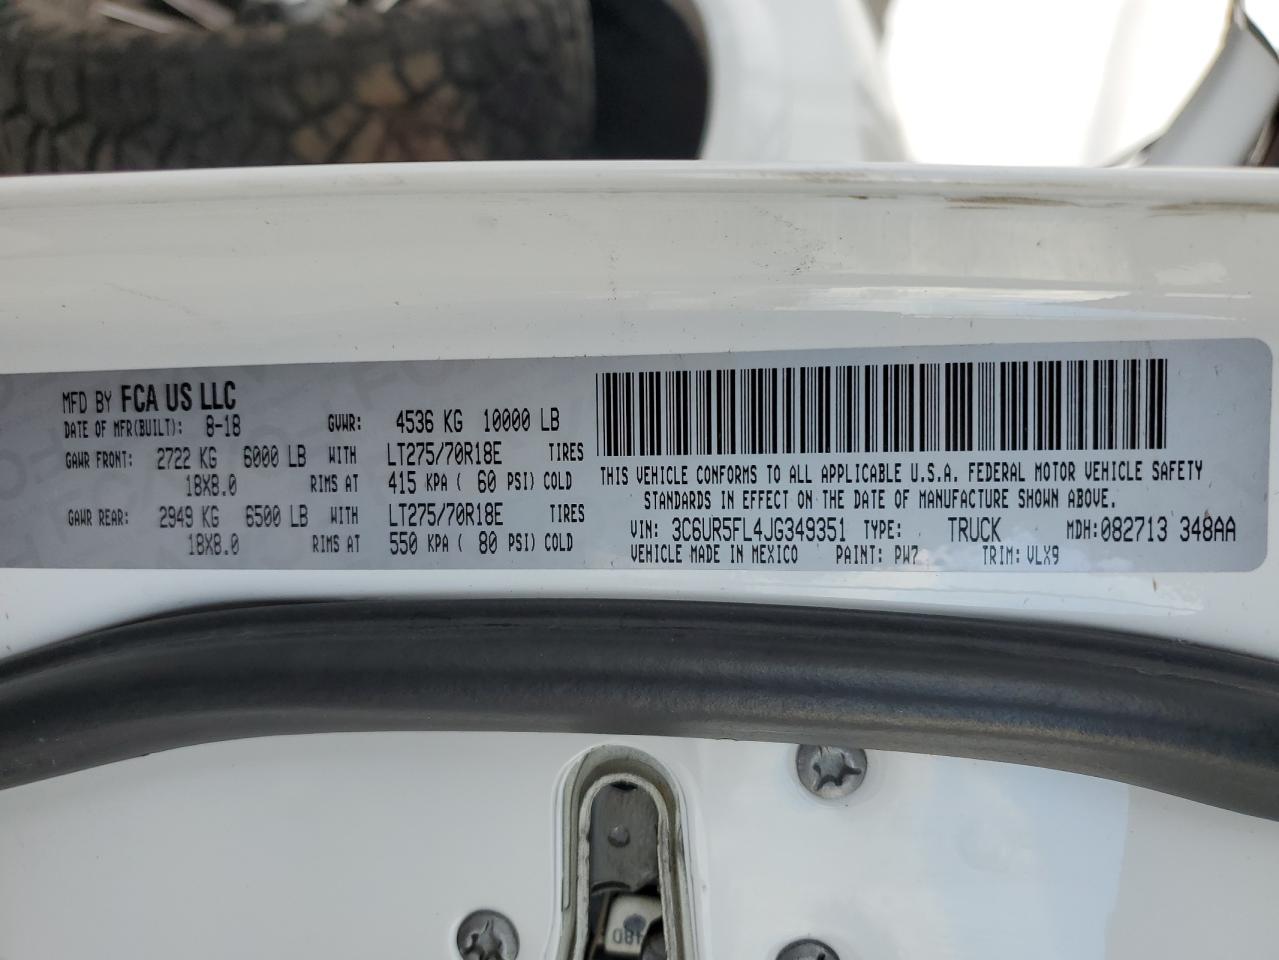 MFD BY FCA US LLC
DATE OF MFR(BUILT): 8-18 GVWR: 4536 KG 10000 LB
GAWR FRONT: 2722 KG 6000 LB WITH LT275/70R18E TIRES
18X8.0 RIMS AT 415 KPA ( 60 PSI) COLD
GAWR REAR: 2949 KG 6500 LB WITH LT275/70R18E TIRES
18X8.0 RIMS AT 550 KPA ( 80 PSI) COLD
THIS VEHICLE CONFORMS TO ALL APPLICABLE U.S.A. FEDERAL MOTOR VEHICLE SAFETY
STANDARDS IN EFFECT ON THE DATE OF MANUFACTURE SHOWN ABOVE.
VIN: 3C6UR5FL4JG349351 TYPE: TRUCK MDH:082713 348AA
VEHICLE MADE IN MEXICO PAINT: PW7 TRIM: VLX9